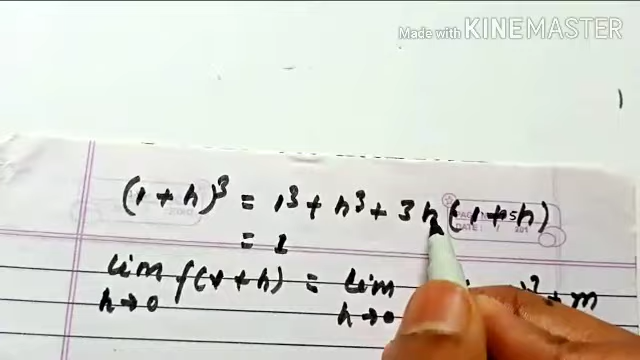 Made with KINEMASTER
(1 + h)³ = 1³ + h³ + 3h(1 + h)
= 1
lim f(1 + h) = lim + m
h → 0 h → 0